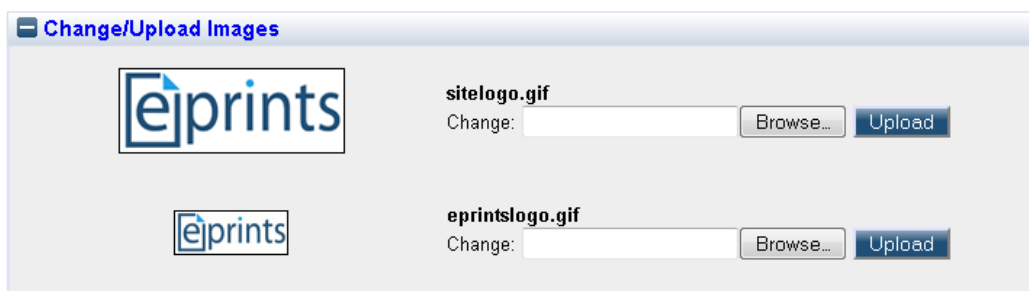 Change/Upload Images
eprints
sitelogo.gif
Change: Browse... Upload
eprints
eprintslogo.gif
Change: Browse... Upload